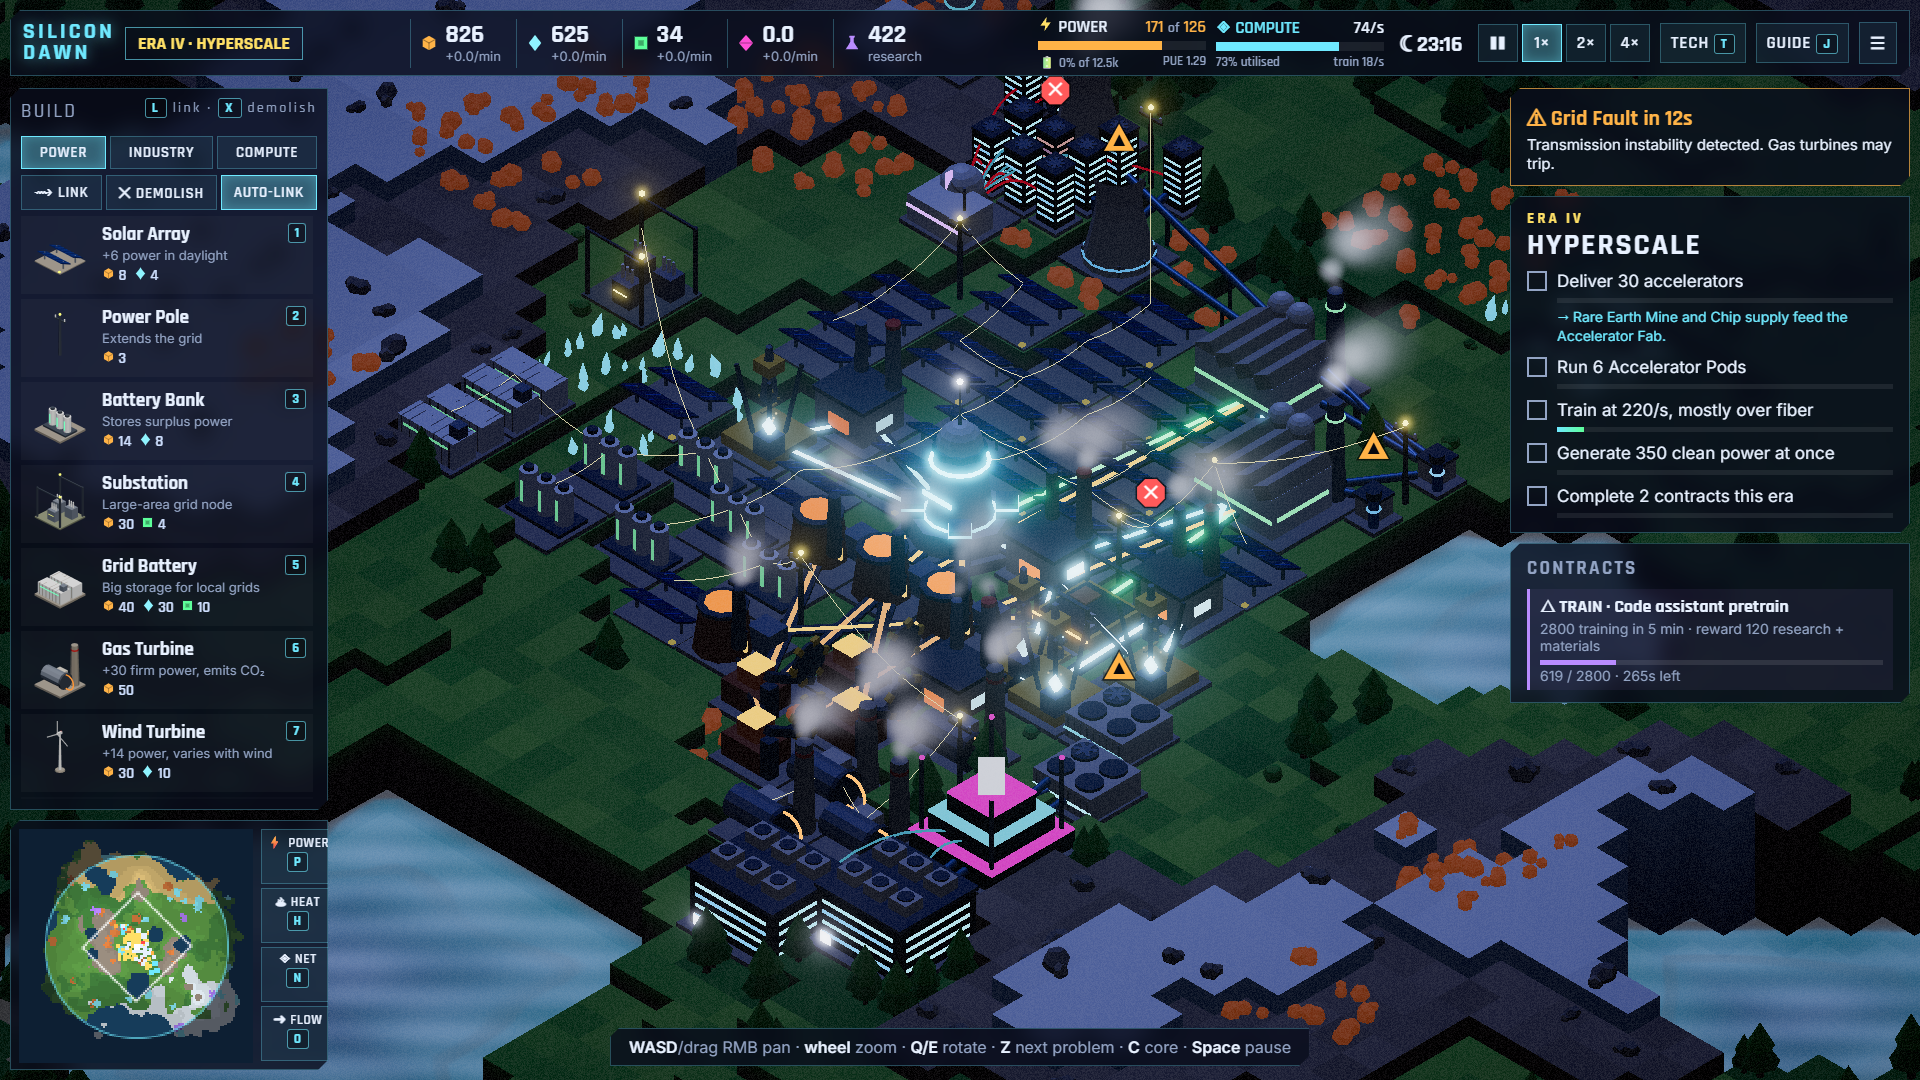 SILICON DAWN
ERA IV · HYPERSCALE
826
+0.0/min
625
+0.0/min
34
+0.0/min
0.0
+0.0/min
422
research
POWER 171 of 126
0% of 12.5k PUE 1.29
COMPUTE 74/s
73% utilised train 18/s
23:16
1× 2× 4×
TECH T
GUIDE J
BUILD L link · X demolish
POWER INDUSTRY COMPUTE
LINK DEMOLISH AUTO-LINK
Solar Array 1
+6 power in daylight
8 4
Power Pole 2
Extends the grid
3
Battery Bank 3
Stores surplus power
14 8
Substation 4
Large-area grid node
30 4
Grid Battery 5
Big storage for local grids
40 30 10
Gas Turbine 6
+30 firm power, emits CO₂
50
Wind Turbine 7
+14 power, varies with wind
30 10
POWER
P
HEAT
H
NET
N
FLOW
O
Grid Fault in 12s
Transmission instability detected. Gas turbines may
trip.
ERA IV
HYPERSCALE
Deliver 30 accelerators
→ Rare Earth Mine and Chip supply feed the
Accelerator Fab.
Run 6 Accelerator Pods
Train at 220/s, mostly over fiber
Generate 350 clean power at once
Complete 2 contracts this era
CONTRACTS
TRAIN · Code assistant pretrain
2800 training in 5 min · reward 120 research +
materials
619 / 2800 · 265s left
WASD/drag RMB pan · wheel zoom · Q/E rotate · Z next problem · C core · Space pause